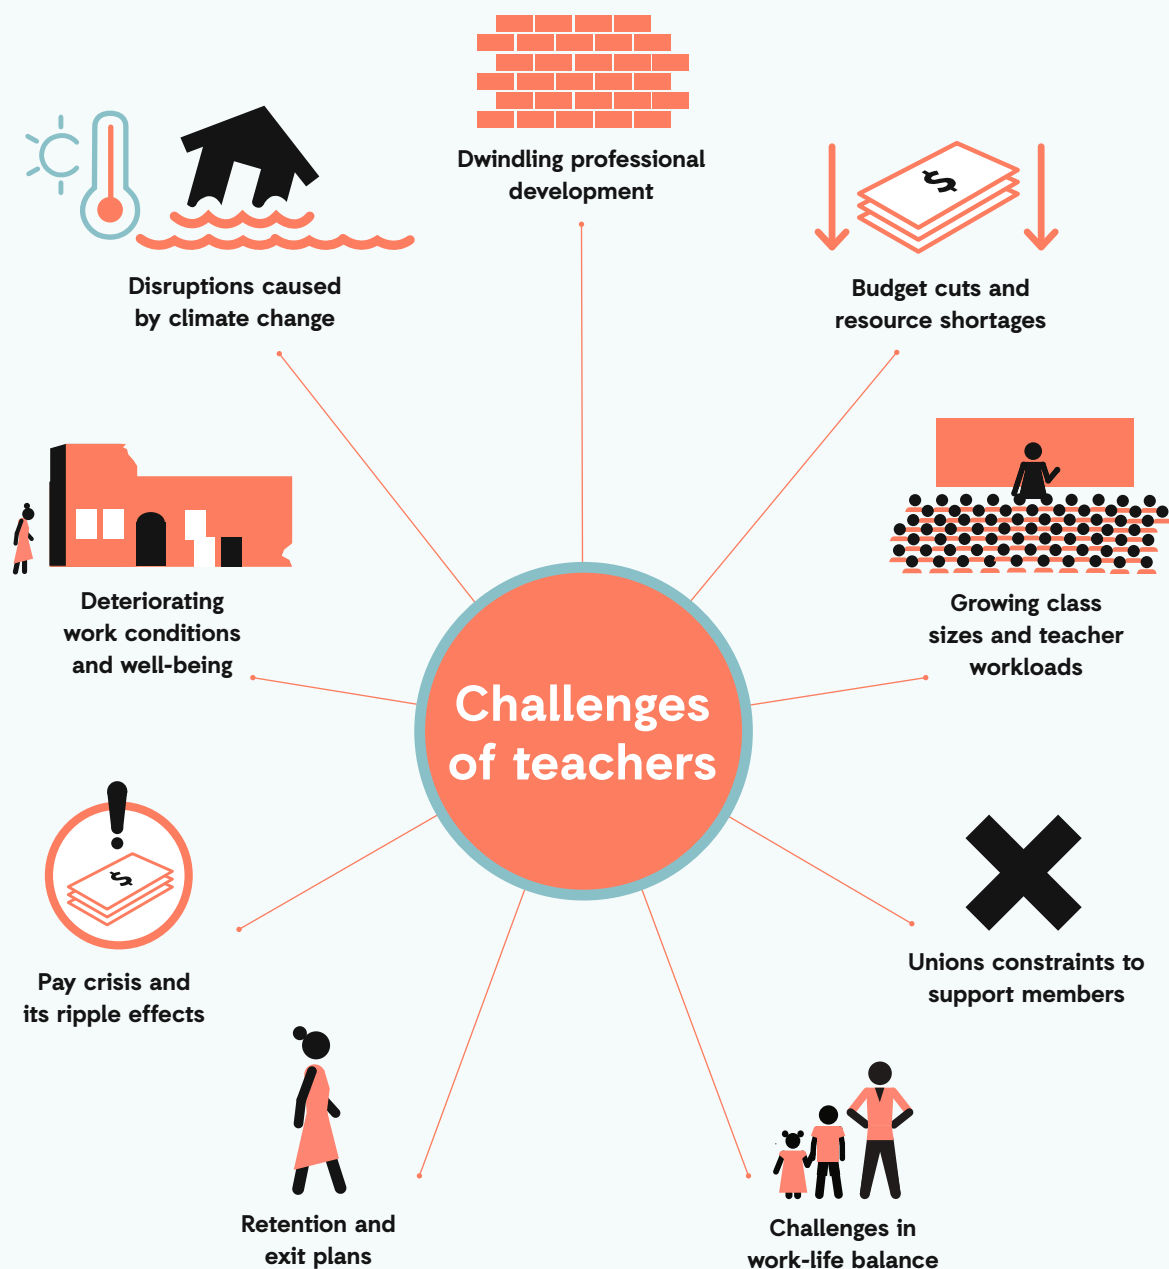 Dwindling professional
development
Disruptions caused
by climate change
$
Budget cuts and
resource shortages
Deteriorating
work conditions
and well-being
Growing class
sizes and teacher
workloads
Challenges
of teachers
!
$
Pay crisis and
its ripple effects
Unions constraints to
support members
Retention and
exit plans
Challenges in
work-life balance